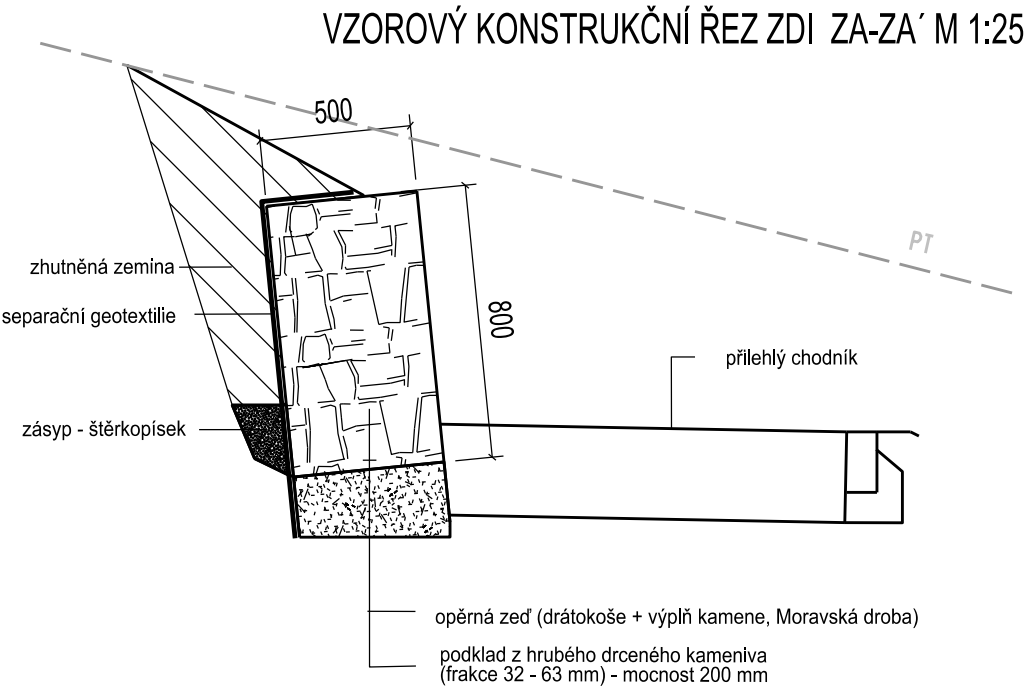 VZOROVÝ KONSTRUKČNÍ ŘEZ ZDI ZA-ZA´ M 1:25
500
PT
zhutněná zemina
separační geotextilie
800
přilehlý chodník
zásyp - štěrkopísek
opěrná zeď (drátokoše + výplň kamene, Moravská droba)
podklad z hrubého drceného kameniva
(frakce 32 - 63 mm) - mocnost 200 mm